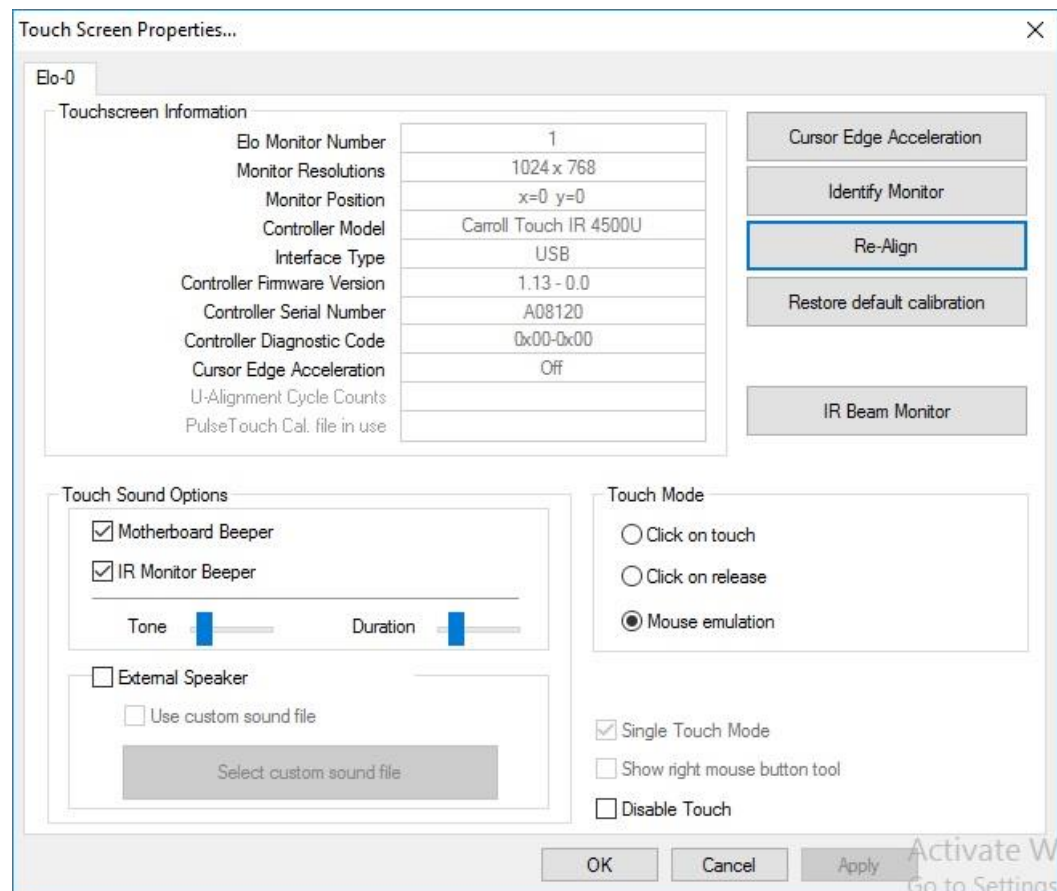 Touch Screen Properties...
Elo-0
Touchscreen Information
Elo Monitor Number 1
Monitor Resolutions 1024 x 768
Monitor Position x=0 y=0
Controller Model Carroll Touch IR 4500U
Interface Type USB
Controller Firmware Version 1.13 - 0.0
Controller Serial Number A08120
Controller Diagnostic Code 0x00-0x00
Cursor Edge Acceleration Off
U-Alignment Cycle Counts
PulseTouch Cal. file in use
Cursor Edge Acceleration
Identify Monitor
Re-Align
Restore default calibration
IR Beam Monitor
Touch Sound Options
Motherboard Beeper
IR Monitor Beeper
Tone Duration
External Speaker
Use custom sound file
Select custom sound file
Touch Mode
Click on touch
Click on release
Mouse emulation
Single Touch Mode
Show right mouse button tool
Disable Touch
OK Cancel Apply
Activate W
Go to Settings